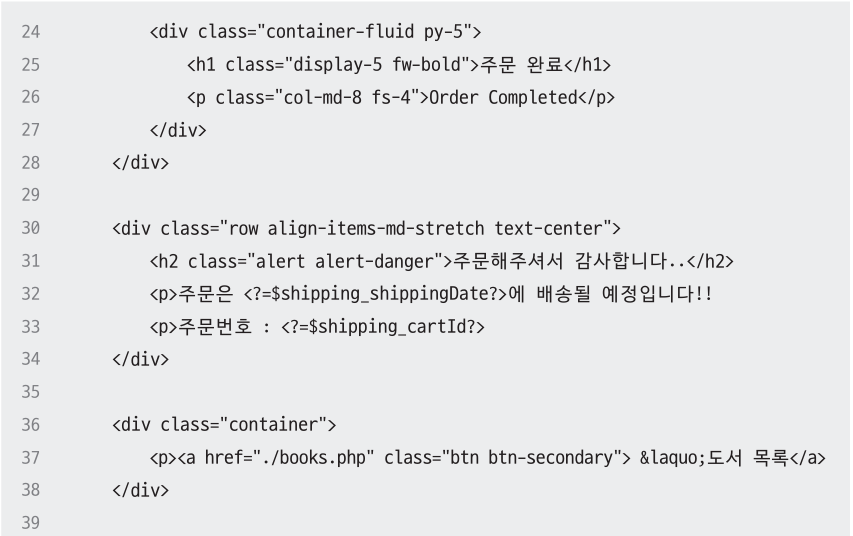 24 <div class="container-fluid py-5">
25 <h1 class="display-5 fw-bold">주문 완료</h1>
26 <p class="col-md-8 fs-4">Order Completed</p>
27 </div>
28 </div>
29
30 <div class="row align-items-md-stretch text-center">
31 <h2 class="alert alert-danger">주문해주셔서 감사합니다..</h2>
32 <p>주문은 <?=$shipping_shippingDate?>에 배송될 예정입니다!!
33 <p>주문번호 : <?=$shipping_cartId?>
34 </div>
35
36 <div class="container">
37 <p><a href="./books.php" class="btn btn-secondary"> &laquo;도서 목록</a>
38 </div>
39